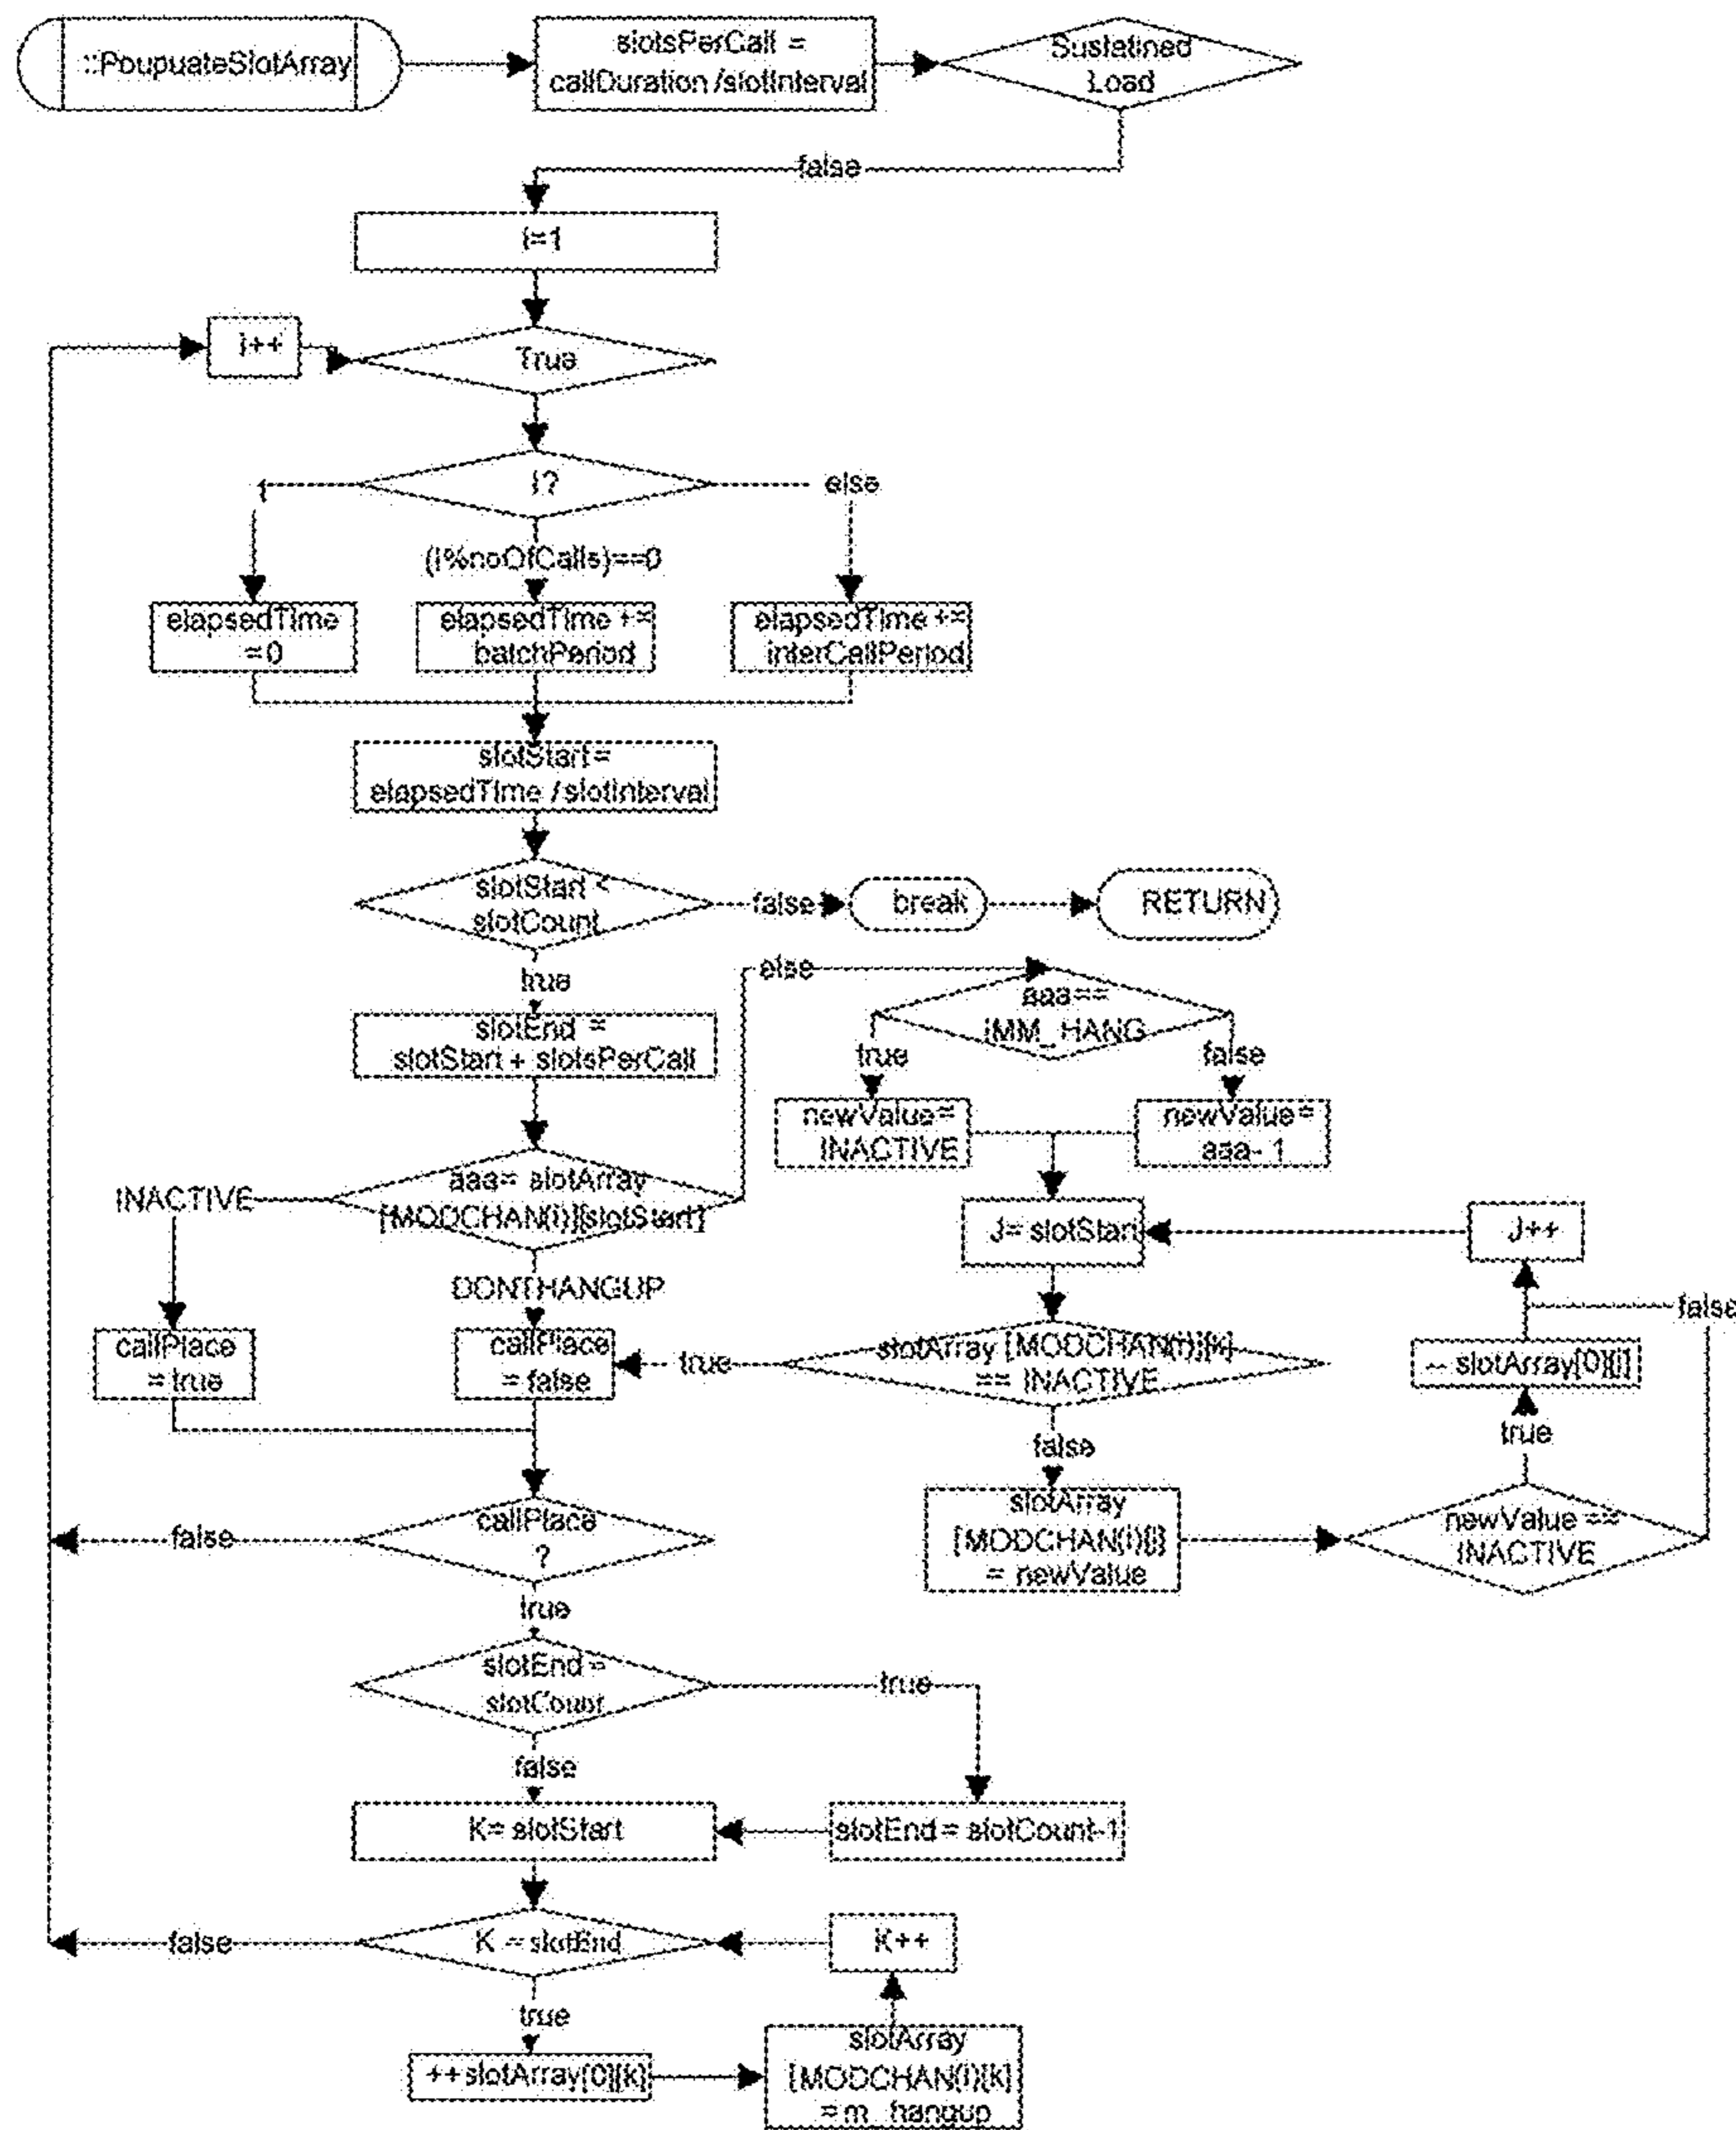 ::PoupuateSlotArray
slotsPerCall =
callDuration /slotInterval
Sustatined
Load
false
i=1
i++
True
i?
1
else
(i%noOfCalls)==0
elapsedTime
=0
elapsedTime +=
batchPeriod
elapsedTime +=
interCallPeriod
slotStart =
elapsedTime / slotInterval
slotStart <
slotCount
false
break
RETURN
true
else
aaa==
IMM_HANG
slotEnd =
slotStart + slotsPerCall
true
false
newValue=
INACTIVE
newValue=
aaa- 1
INACTIVE
aaa= slotArray
[MODCHAN(i)][slotStart]
J= slotStart
J++
DONTHANGUP
false
callPlace
= true
callPlace
= false
true
slotArray [MODCHAN(i)][k]
== INACTIVE
-- slotArray[0][j]
false
true
slotArray
[MODCHAN(i)[j]
= newValue
newValue ==
INACTIVE
callPlace
?
false
true
slotEnd =
slotCount
true
false
K= slotStart
slotEnd = slotCount-1
K -- slotEnd
false
K++
true
++slotArray[0][k]
slotArray
[MODCHAN(i)[k]
= m_hangup